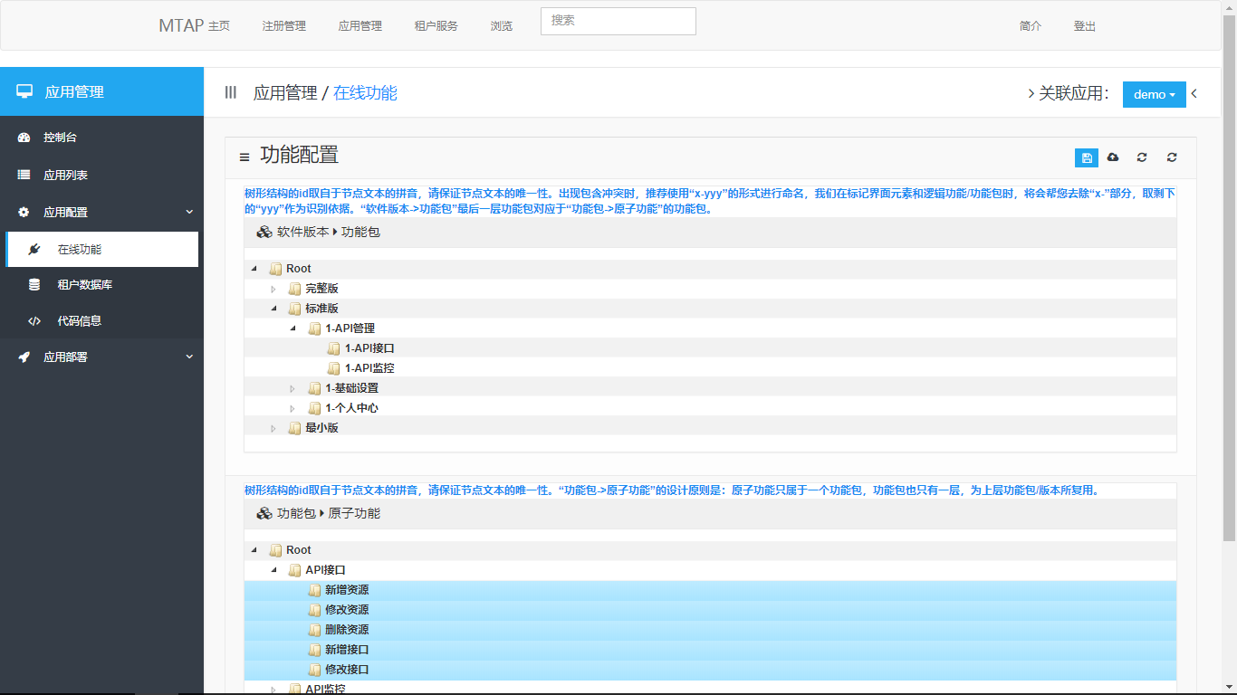 MTAP 主页 注册管理 应用管理 租户服务 浏览 搜索 简介 登出
应用管理
应用管理 / 在线功能
关联应用： demo
控制台
应用列表
应用配置
在线功能
租户数据库
代码信息
应用部署
功能配置
树形结构的id取自于节点文本的拼音，请保证节点文本的唯一性。出现包含冲突时，推荐使用“x-yyy”的形式进行命名，我们在标记界面元素和逻辑功能/功能包时，将会帮您去除“x-”部分，取剩下
的“yyy”作为识别依据。“软件版本->功能包”最后一层功能包对应于“功能包->原子功能”的功能包。
软件版本 功能包
Root
完整版
标准版
1-API管理
1-API接口
1-API监控
1-基础设置
1-个人中心
最小版
树形结构的id取自于节点文本的拼音，请保证节点文本的唯一性。“功能包->原子功能”的设计原则是：原子功能只属于一个功能包，功能包也只有一层，为上层功能包/版本所复用。
功能包 原子功能
Root
API接口
新增资源
修改资源
删除资源
新增接口
修改接口
API监控